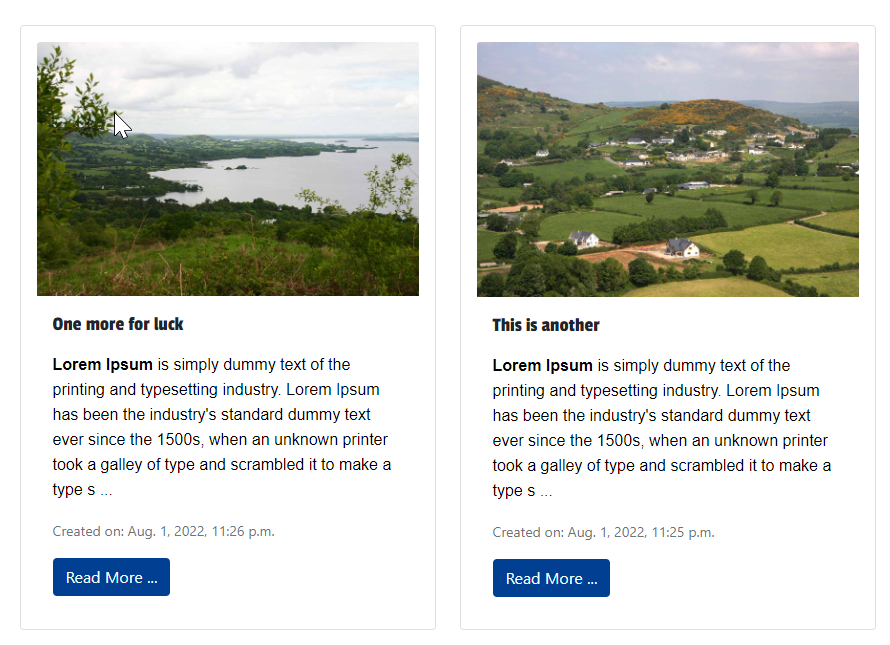 One more for luck
Lorem Ipsum is simply dummy text of the
printing and typesetting industry. Lorem Ipsum
has been the industry's standard dummy text
ever since the 1500s, when an unknown printer
took a galley of type and scrambled it to make a
type s ...
Created on: Aug. 1, 2022, 11:26 p.m.
Read More ...
This is another
Lorem Ipsum is simply dummy text of the
printing and typesetting industry. Lorem Ipsum
has been the industry's standard dummy text
ever since the 1500s, when an unknown printer
took a galley of type and scrambled it to make a
type s ...
Created on: Aug. 1, 2022, 11:25 p.m.
Read More ...